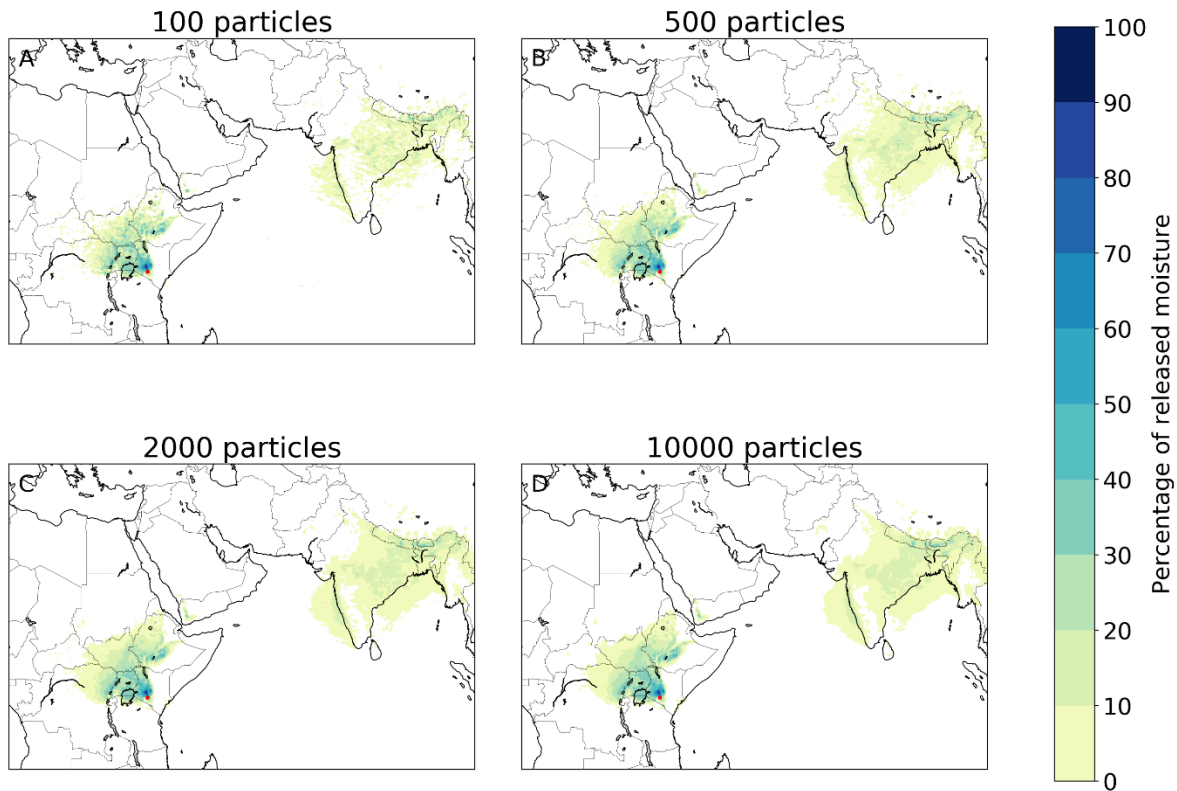 100 particles
500 particles
A
B
2000 particles
10000 particles
C
D
100
90
80
70
60
50
40
30
20
10
0
Percentage of released moisture